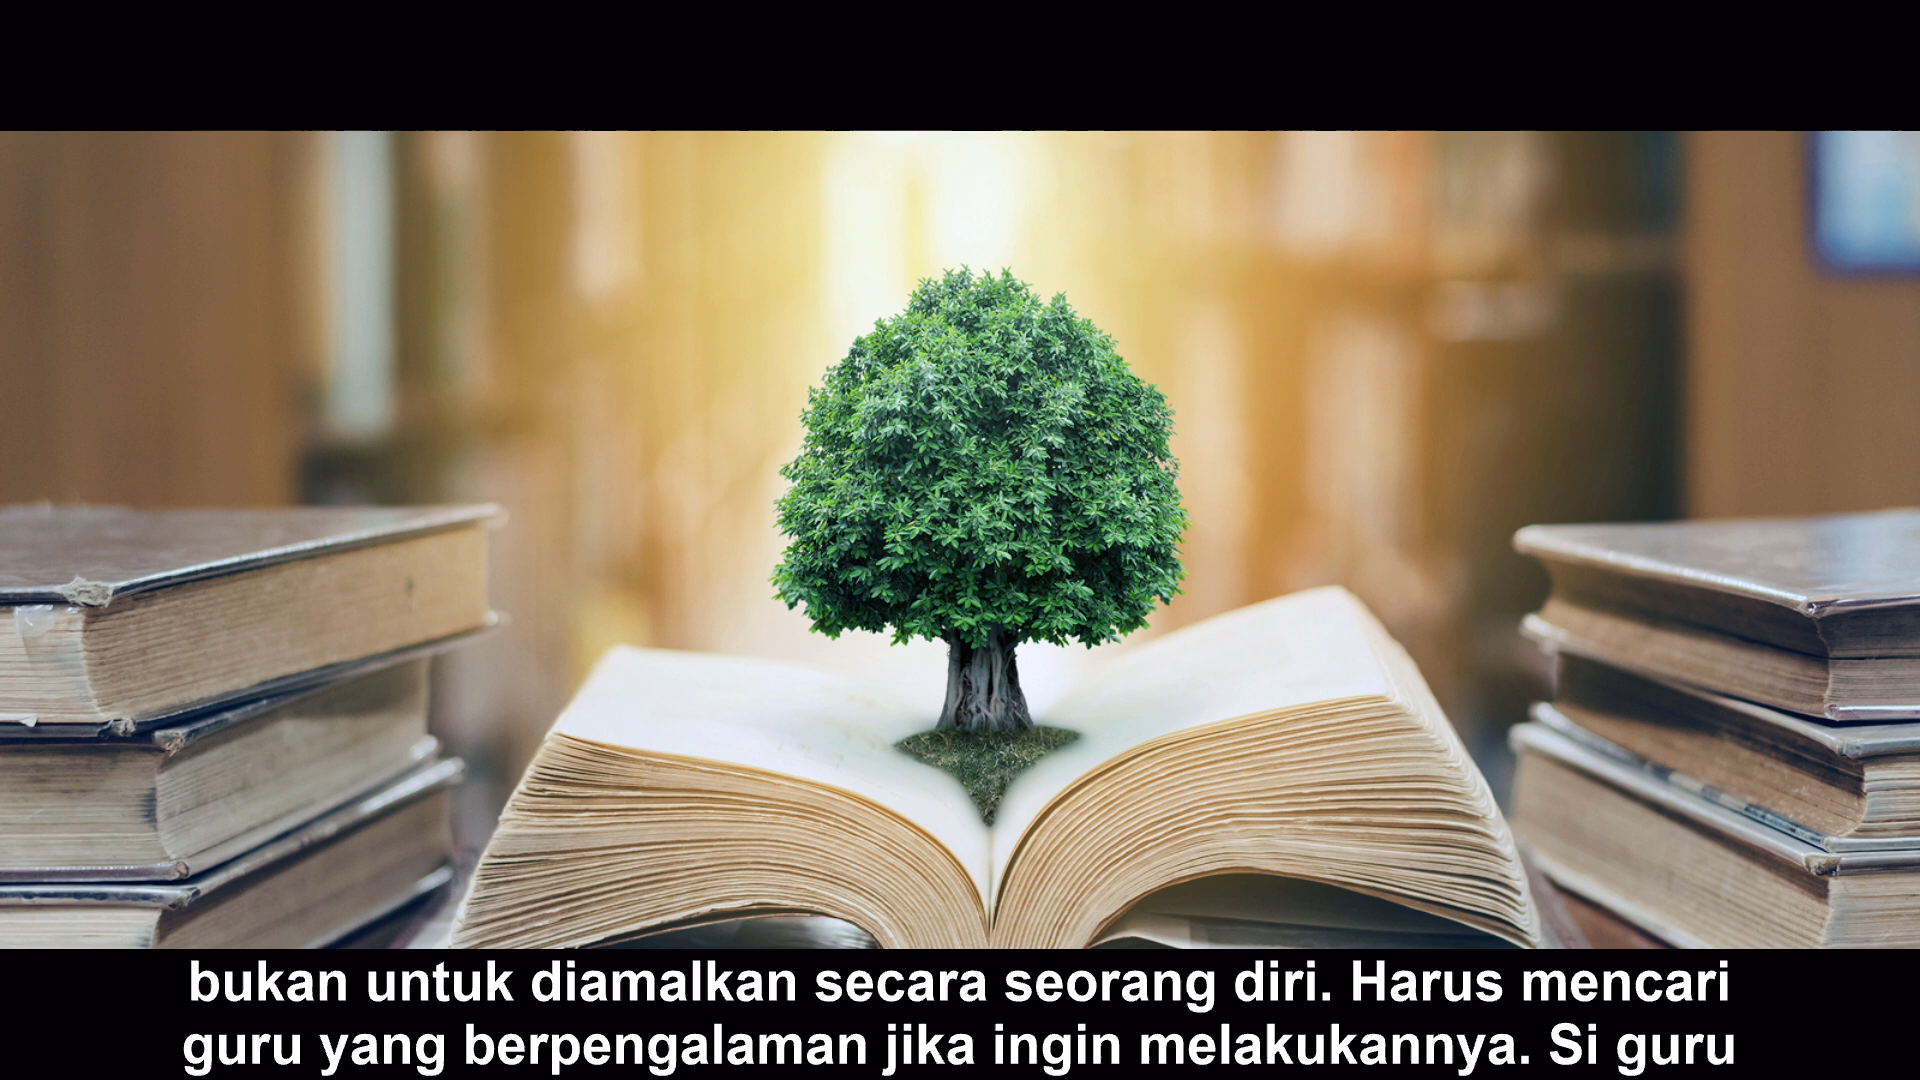 bukan untuk diamalkan secara seorang diri. Harus mencari
guru yang berpengalaman jika ingin melakukannya. Si guru